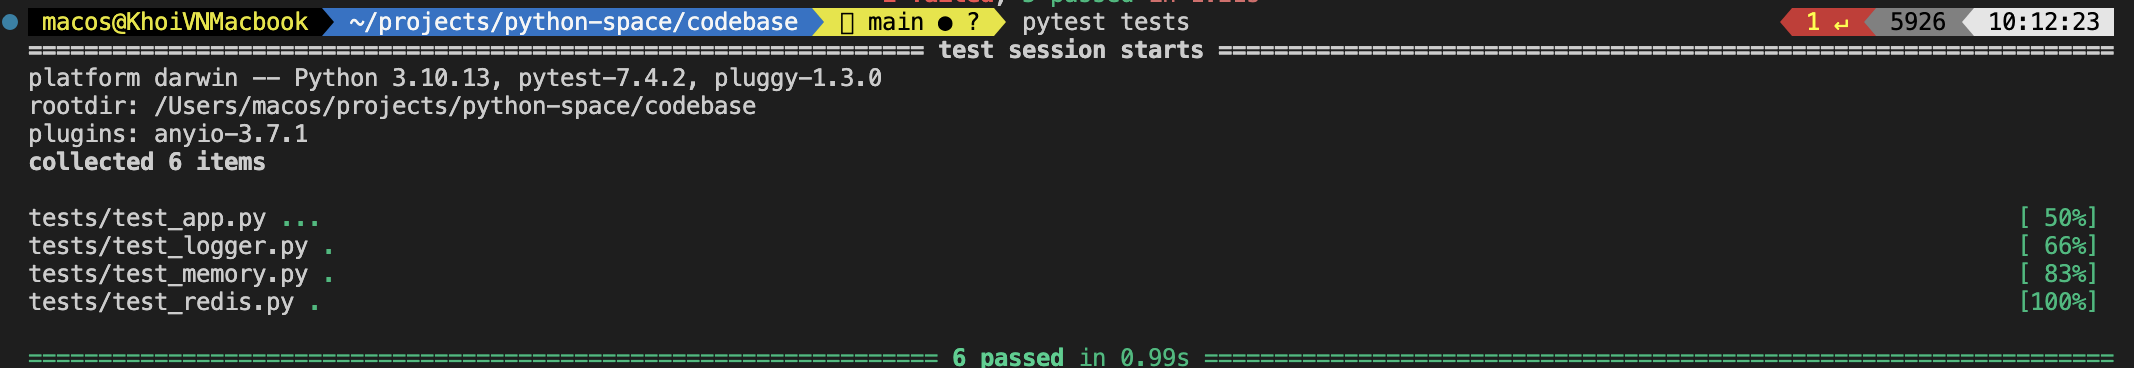 macos@KhoiVNMacbook ~/projects/python-space/codebase main ● ? pytest tests 1 ↵ 5926 10:12:23
============================== test session starts ==============================
platform darwin -- Python 3.10.13, pytest-7.4.2, pluggy-1.3.0
rootdir: /Users/macos/projects/python-space/codebase
plugins: anyio-3.7.1
collected 6 items
tests/test_app.py ... [ 50%]
tests/test_logger.py . [ 66%]
tests/test_memory.py . [ 83%]
tests/test_redis.py . [100%]
============================== 6 passed in 0.99s ==============================